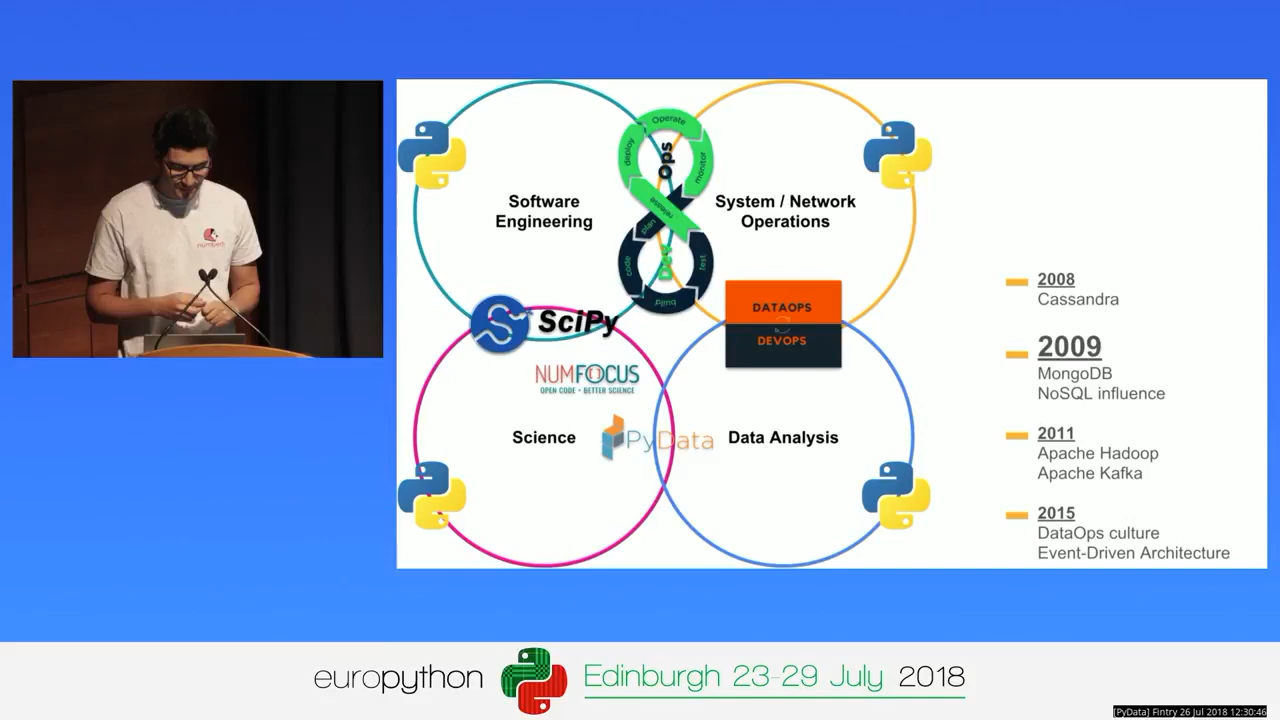 numberly
Software
Engineering
System / Network
Operations
Operate
deploy
monitor
Ops
release
plan
Dev
code
test
build
DATAOPS
DEVOPS
SciPy
NUMFOCUS
OPEN CODE = BETTER SCIENCE
Science
PyData
Data Analysis
2008
Cassandra
2009
MongoDB
NoSQL influence
2011
Apache Hadoop
Apache Kafka
2015
DataOps culture
Event-Driven Architecture
europython
Edinburgh 23-29 July 2018
[PyData] Fintry 26 Jul 2018 12:30:46